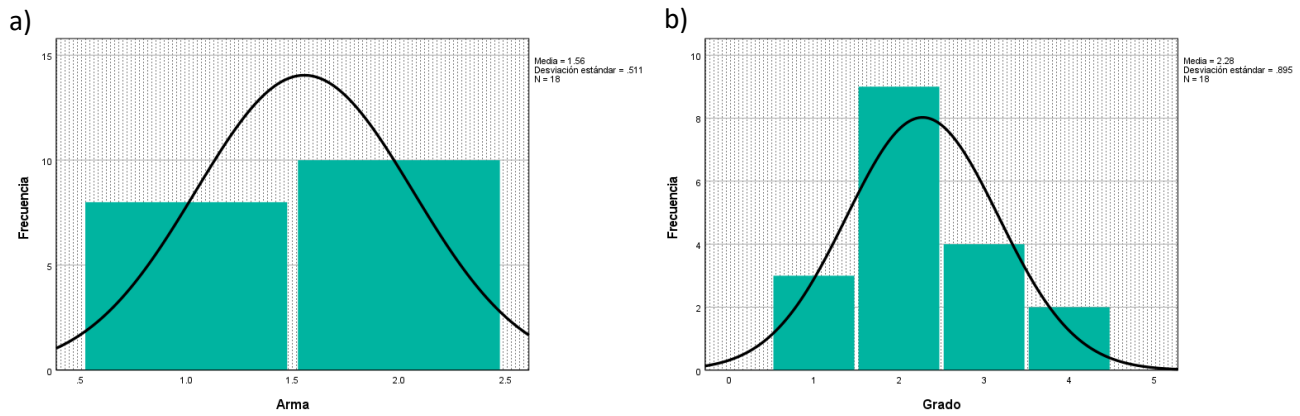 a)
Media = 1.56
Desviación estándar = .511
N = 18
15
10
5
0
Frecuencia
.5 1.0 1.5 2.0 2.5
Arma
b)
Media = 2.28
Desviación estándar = .895
N = 18
10
8
6
4
2
0
Frecuencia
0 1 2 3 4 5
Grado